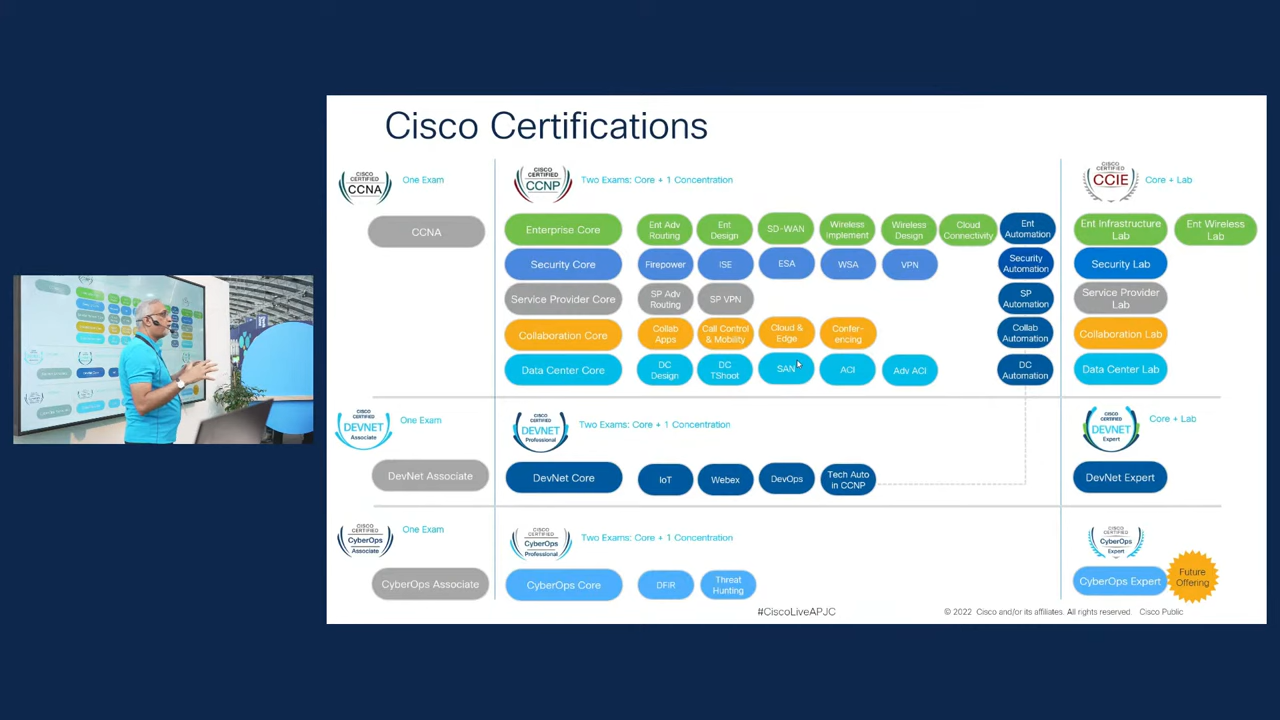 Cisco Certifications
CISCO
CERTIFIED
CCNA
One Exam
CISCO
CERTIFIED
CCNP
Two Exams: Core + 1 Concentration
CISCO
CERTIFIED
CCIE
Core + Lab
CCNA
Enterprise Core
Ent Adv
Routing
Ent
Design
SD-WAN
Wireless
Implement
Wireless
Design
Cloud
Connectivity
Ent
Automation
Ent Infrastructure
Lab
Ent Wireless
Lab
Security Core
Firepower
ISE
ESA
WSA
VPN
Security
Automation
Security Lab
Service Provider Core
SP Adv
Routing
SP VPN
SP
Automation
Service Provider
Lab
Collaboration Core
Collab
Apps
Call Control
& Mobility
Cloud &
Edge
Confer-
encing
Collab
Automation
Collaboration Lab
Data Center Core
DC
Design
DC
TShoot
SAN
ACI
Adv ACI
DC
Automation
Data Center Lab
CISCO
CERTIFIED
DEVNET
Associate
One Exam
CISCO
CERTIFIED
DEVNET
Professional
Two Exams: Core + 1 Concentration
CISCO
CERTIFIED
DEVNET
Expert
Core + Lab
DevNet Associate
DevNet Core
IoT
Webex
DevOps
Tech Auto
in CCNP
DevNet Expert
CISCO
CERTIFIED
CyberOps
Associate
One Exam
CISCO
CERTIFIED
CyberOps
Professional
Two Exams: Core + 1 Concentration
CISCO
CERTIFIED
CyberOps
Expert
CyberOps Associate
CyberOps Core
DFIR
Threat
Hunting
CyberOps Expert
Future
Offering
#CiscoLiveAPJC
© 2022 Cisco and/or its affiliates. All rights reserved. Cisco Public